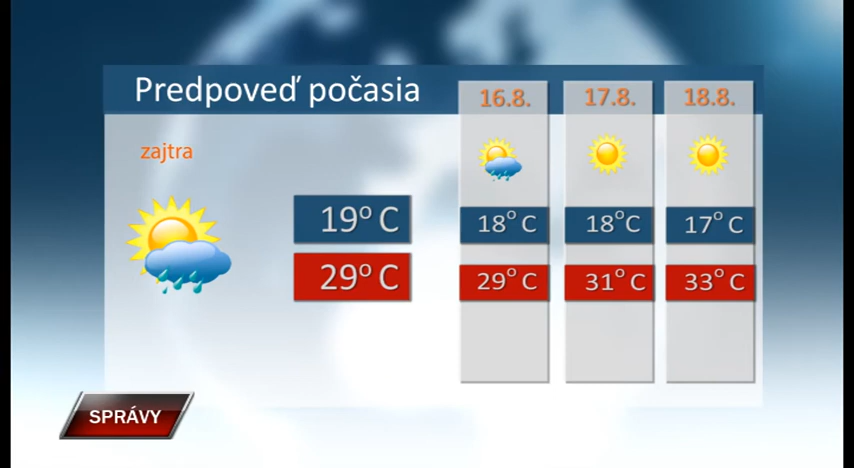 Predpoveď počasia
zajtra
19° C
29° C
16.8.
18° C
29° C
17.8.
18°C
31° C
18.8.
17° C
33° C
SPRÁVY